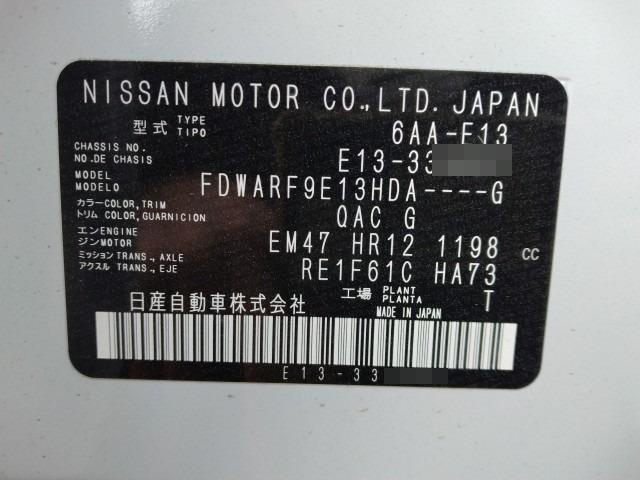 NISSAN MOTOR CO.,LTD. JAPAN
型式 TYPE TIPO 6AA-E13
CHASSIS NO. NO.DE CHASIS E13-33
MODEL MODELO FDWARF9E13HDA----G
カラー COLOR, TRIM トリム COLOR, GUARNICION QAC G
エンENGINE ジンMOTOR EM47 HR12 1198 CC
ミッション TRANS., AXLE アクスル TRANS., EJE RE1F61C HA73
日産自動車株式会社 工場 PLANT PLANTA T
MADE IN JAPAN
E13-33